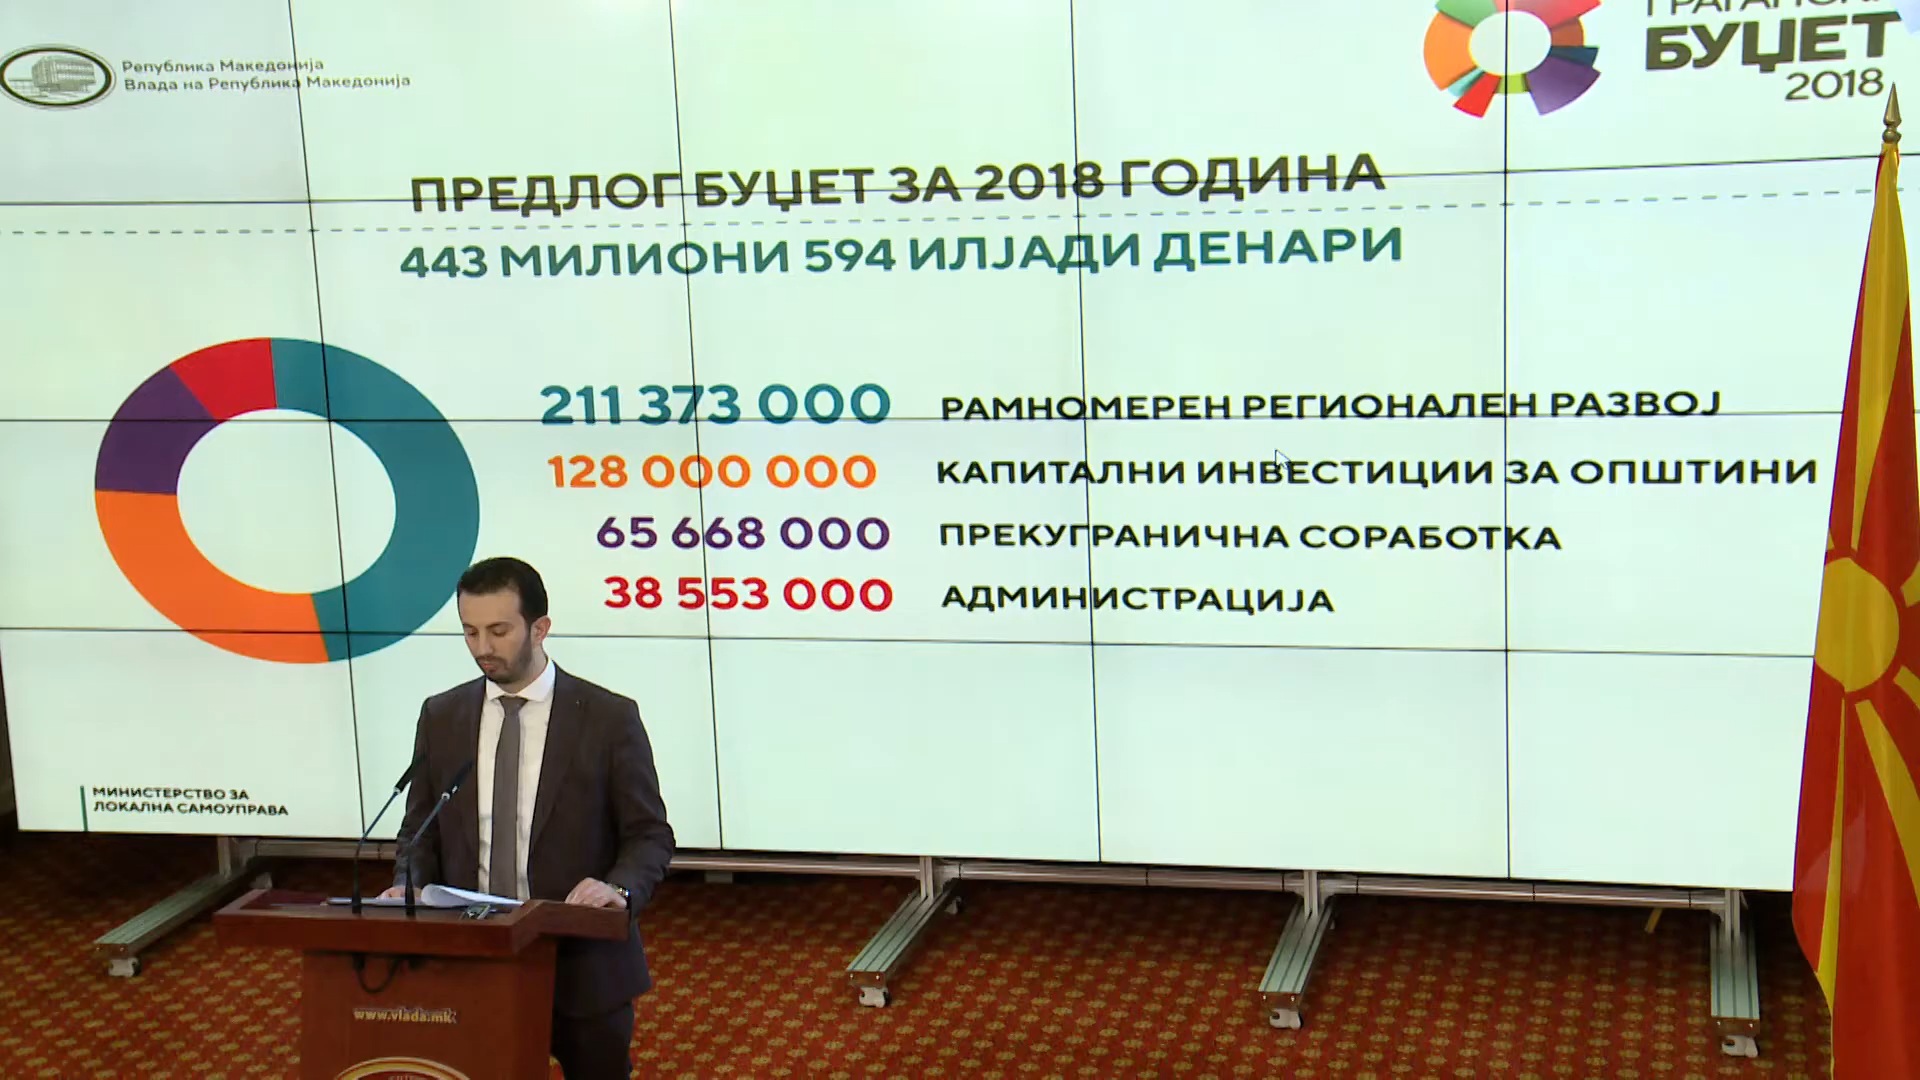 Република Македонија
Влада на Република Македонија
БУЏЕТ
2018
ПРЕДЛОГ БУЏЕТ ЗА 2018 ГОДИНА
443 МИЛИОНИ 594 ИЛЈАДИ ДЕНАРИ
211 373 000 РАМНОМЕРЕН РЕГИОНАЛЕН РАЗВОЈ
128 000 000 КАПИТАЛНИ ИНВЕСТИЦИИ ЗА ОПШТИНИ
65 668 000 ПРЕКУГРАНИЧНА СОРАБОТКА
38 553 000 АДМИНИСТРАЦИЈА
МИНИСТЕРСТВО ЗА
ЛОКАЛНА САМОУПРАВА
www.vlada.mk